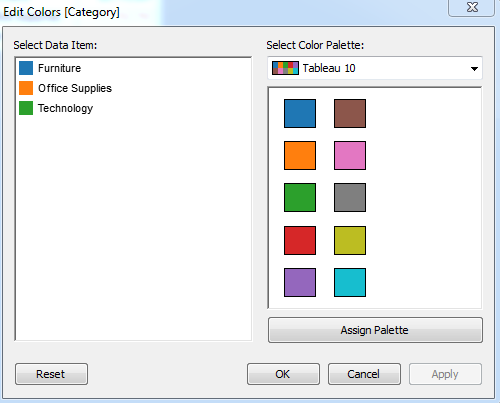 Edit Colors [Category]
Select Data Item:
Furniture
Office Supplies
Technology
Select Color Palette:
Tableau 10
Assign Palette
Reset
OK
Cancel
Apply